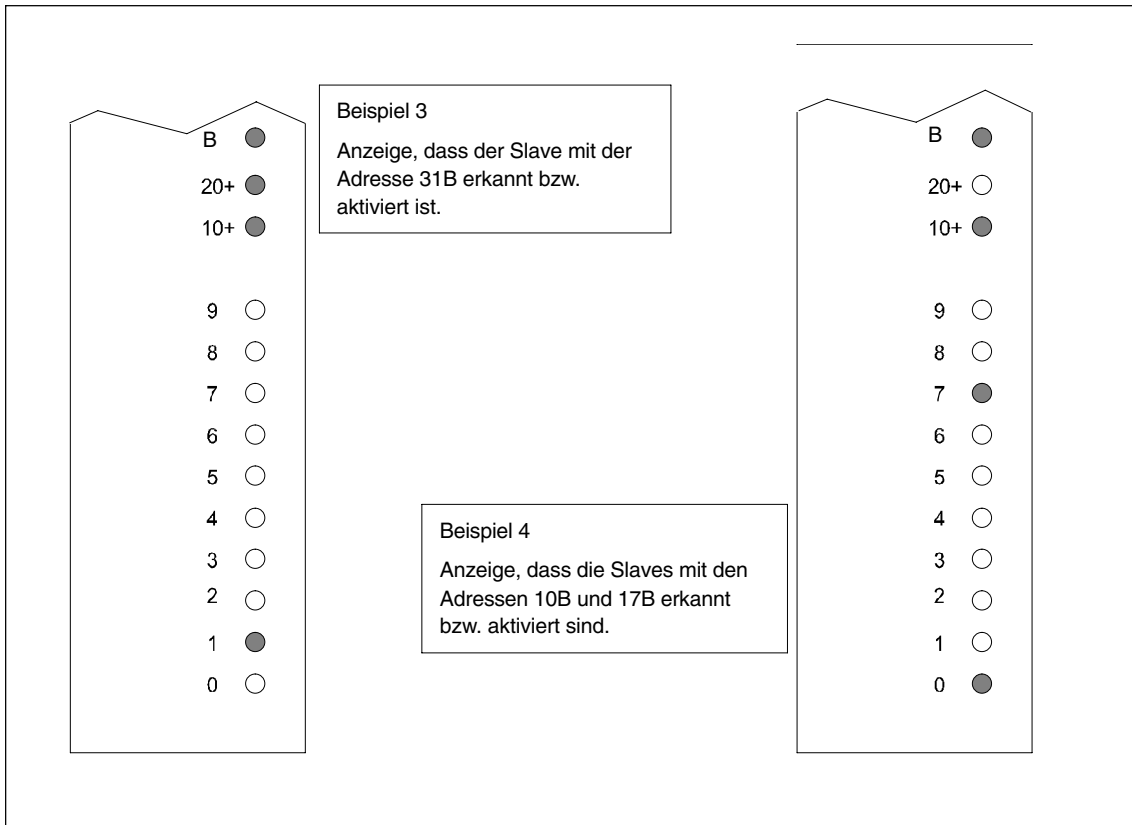 B
20+
10+
9
8
7
6
5
4
3
2
1
0
Beispiel 3
Anzeige, dass der Slave mit der
Adresse 31B erkannt bzw.
aktiviert ist.
Beispiel 4
Anzeige, dass die Slaves mit den
Adressen 10B und 17B erkannt
bzw. aktiviert sind.
B
20+
10+
9
8
7
6
5
4
3
2
1
0